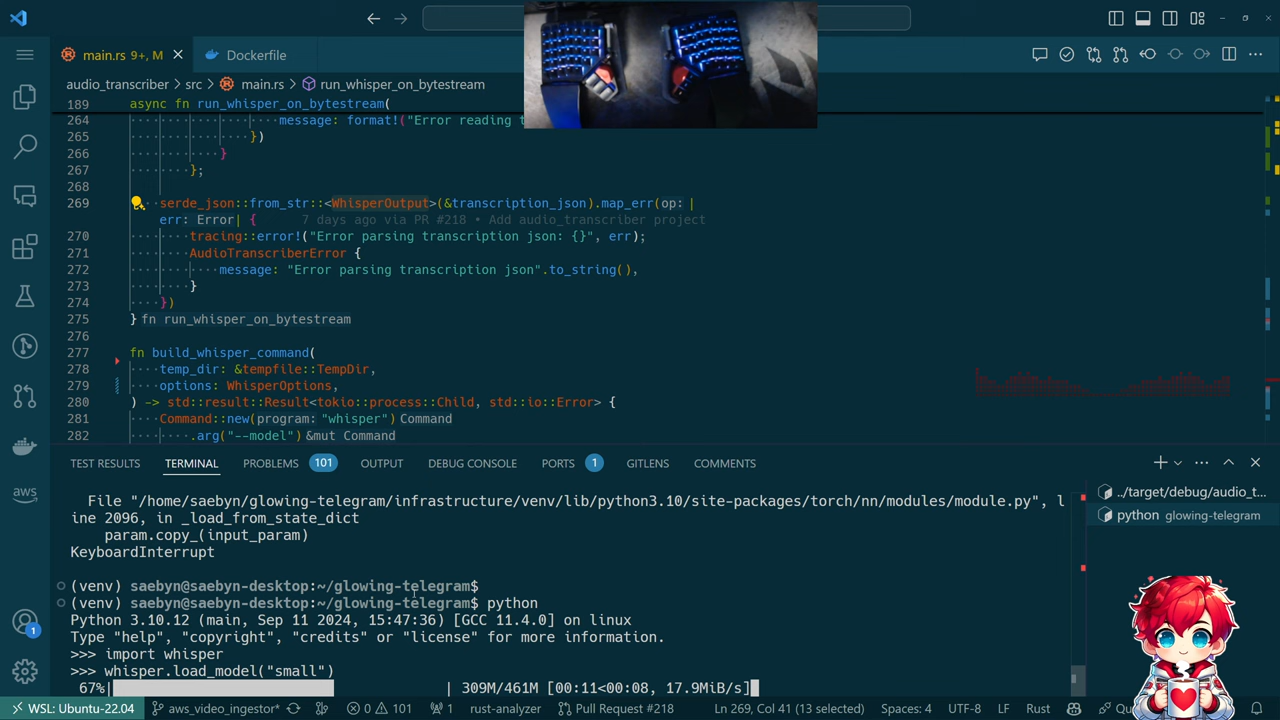 main.rs 9+, M
Dockerfile
audio_transcriber > src > main.rs > run_whisper_on_bytestream
189 async fn run_whisper_on_bytestream(
264 message: format!("Error reading t
265 })
266 }
267 };
268
269 serde_json::from_str::<WhisperOutput>(&transcription_json).map_err(op: |
err: Error| { 7 days ago via PR #218 • Add audio_transcriber project
270 tracing::error!("Error parsing transcription json: {}", err);
271 AudioTranscriberError {
272 message: "Error parsing transcription json".to_string(),
273 }
274 })
275 } fn run_whisper_on_bytestream
276
277 fn build_whisper_command(
278 temp_dir: &tempfile::TempDir,
279 options: WhisperOptions,
280 ) -> std::result::Result<tokio::process::Child, std::io::Error> {
281 Command::new(program: "whisper") Command
282 .arg("--model") &mut Command
TEST RESULTS TERMINAL PROBLEMS 101 OUTPUT DEBUG CONSOLE PORTS 1 GITLENS COMMENTS
File "/home/saebyn/glowing-telegram/infrastructure/venv/lib/python3.10/site-packages/torch/nn/modules/module.py", l
ine 2096, in _load_from_state_dict
param.copy_(input_param)
KeyboardInterrupt
(venv) saebyn@saebyn-desktop:~/glowing-telegram$
(venv) saebyn@saebyn-desktop:~/glowing-telegram$ python
Python 3.10.12 (main, Sep 11 2024, 15:47:36) [GCC 11.4.0] on linux
Type "help", "copyright", "credits" or "license" for more information.
>>> import whisper
>>> whisper.load_model("small")
67%| | 309M/461M [00:11<00:08, 17.9MiB/s]
../target/debug/audio_t...
python glowing-telegram
aws
1
WSL: Ubuntu-22.04 aws_video_ingestor* 0 101 1 rust-analyzer Pull Request #218 Ln 269, Col 41 (13 selected) Spaces: 4 UTF-8 LF Rust